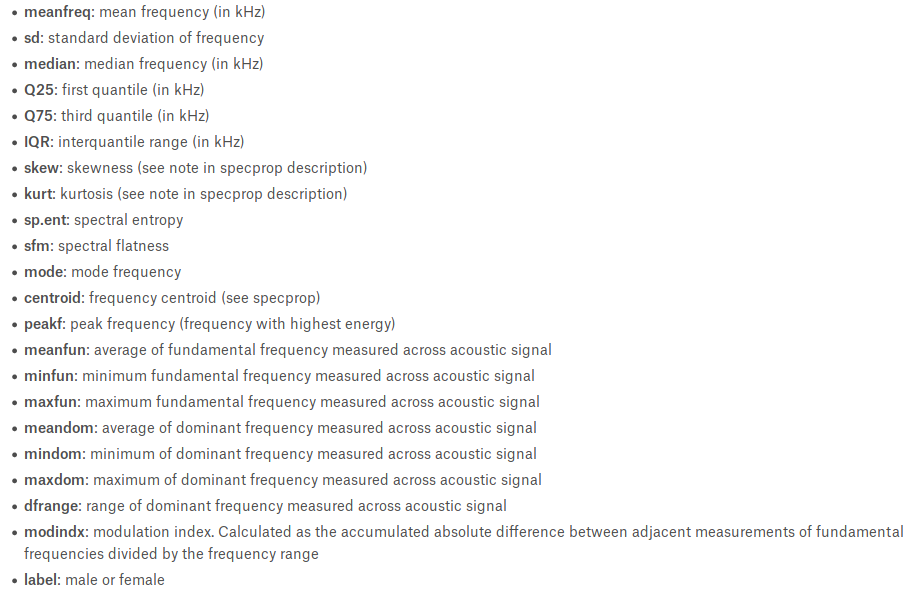 • meanfreq: mean frequency (in kHz)
• sd: standard deviation of frequency
• median: median frequency (in kHz)
• Q25: first quantile (in kHz)
• Q75: third quantile (in kHz)
• IQR: interquantile range (in kHz)
• skew: skewness (see note in specprop description)
• kurt: kurtosis (see note in specprop description)
• sp.ent: spectral entropy
• sfm: spectral flatness
• mode: mode frequency
• centroid: frequency centroid (see specprop)
• peakf: peak frequency (frequency with highest energy)
• meanfun: average of fundamental frequency measured across acoustic signal
• minfun: minimum fundamental frequency measured across acoustic signal
• maxfun: maximum fundamental frequency measured across acoustic signal
• meandom: average of dominant frequency measured across acoustic signal
• mindom: minimum of dominant frequency measured across acoustic signal
• maxdom: maximum of dominant frequency measured across acoustic signal
• dfrange: range of dominant frequency measured across acoustic signal
• modindx: modulation index. Calculated as the accumulated absolute difference between adjacent measurements of fundamental
frequencies divided by the frequency range
• label: male or female